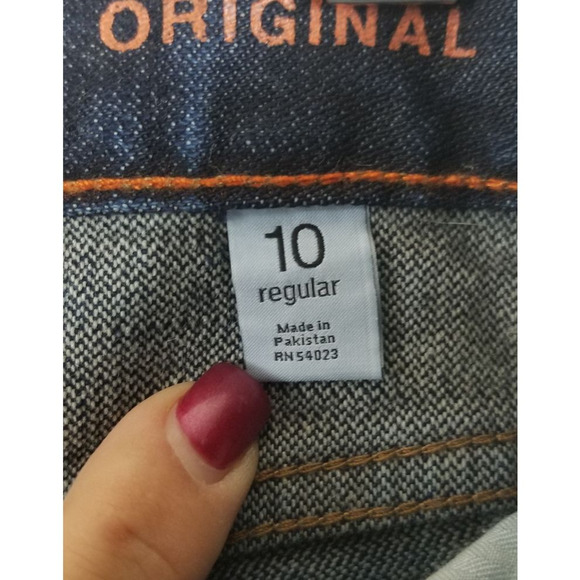 ORIGINAL
10
regular
Made in
Pakistan
RN 54023